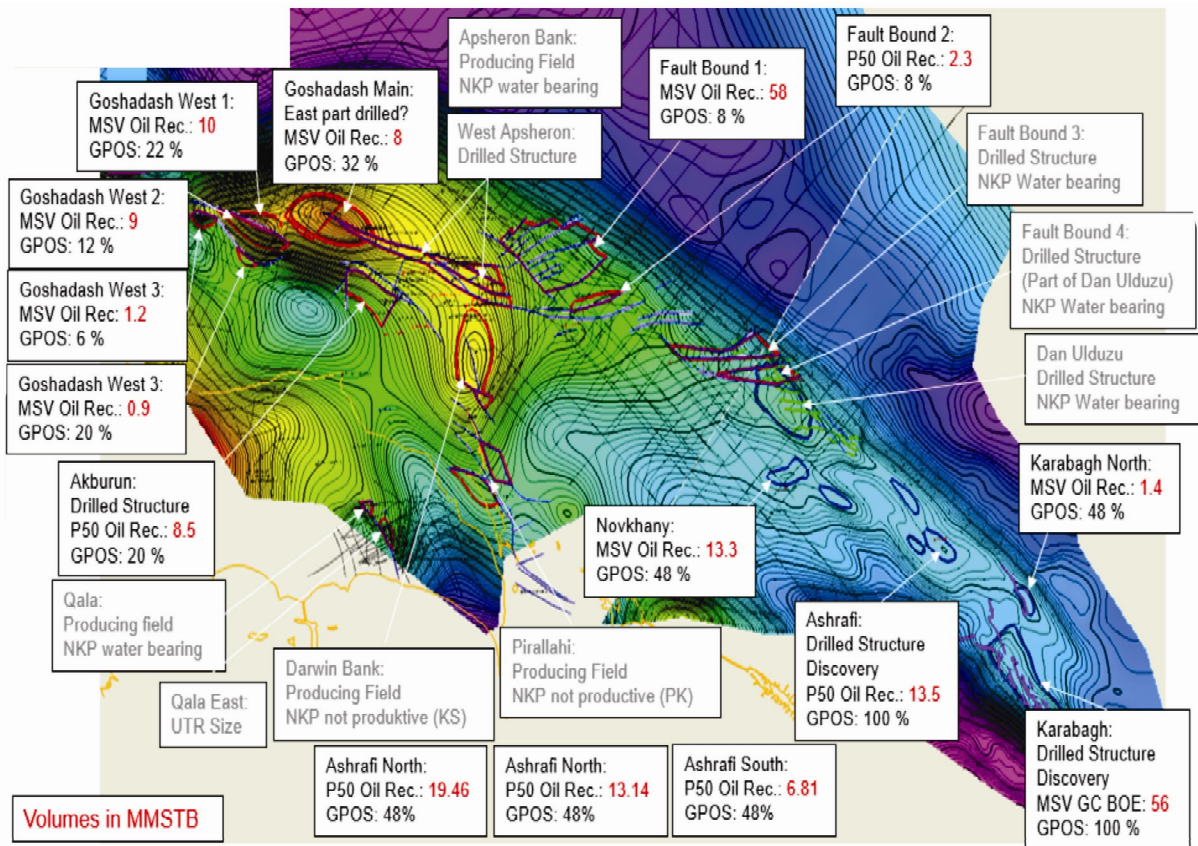 Apsheron Bank:
Producing Field
NKP water bearing
Fault Bound 2:
P50 Oil Rec.: 2.3
GPOS: 8 %
Goshadash West 1:
MSV Oil Rec.: 10
GPOS: 22 %
Goshadash Main:
East part drilled?
MSV Oil Rec.: 8
GPOS: 32 %
Fault Bound 1:
MSV Oil Rec.: 58
GPOS: 8 %
West Apsheron:
Drilled Structure
Fault Bound 3:
Drilled Structure
NKP Water bearing
Goshadash West 2:
MSV Oil Rec.: 9
GPOS: 12 %
Fault Bound 4:
Drilled Structure
(Part of Dan Ulduzu)
NKP Water bearing
Goshadash West 3:
MSV Oil Rec.: 1.2
GPOS: 6 %
Dan Ulduzu
Drilled Structure
NKP Water bearing
Goshadash West 3:
MSV Oil Rec.: 0.9
GPOS: 20 %
Akburun:
Drilled Structure
P50 Oil Rec.: 8.5
GPOS: 20 %
Karabagh North:
MSV Oil Rec.: 1.4
GPOS: 48 %
Novkhany:
MSV Oil Rec.: 13.3
GPOS: 48 %
Qala:
Producing field
NKP water bearing
Ashrafi:
Drilled Structure
Discovery
P50 Oil Rec.: 13.5
GPOS: 100 %
Qala East:
UTR Size
Darwin Bank:
Producing Field
NKP not produktive (KS)
Pirallahi:
Producing Field
NKP not productive (PK)
Karabagh:
Drilled Structure
Discovery
MSV GC BOE: 56
GPOS: 100 %
Ashrafi North:
P50 Oil Rec.: 19.46
GPOS: 48%
Ashrafi North:
P50 Oil Rec.: 13.14
GPOS: 48%
Ashrafi South:
P50 Oil Rec.: 6.81
GPOS: 48%
Volumes in MMSTB